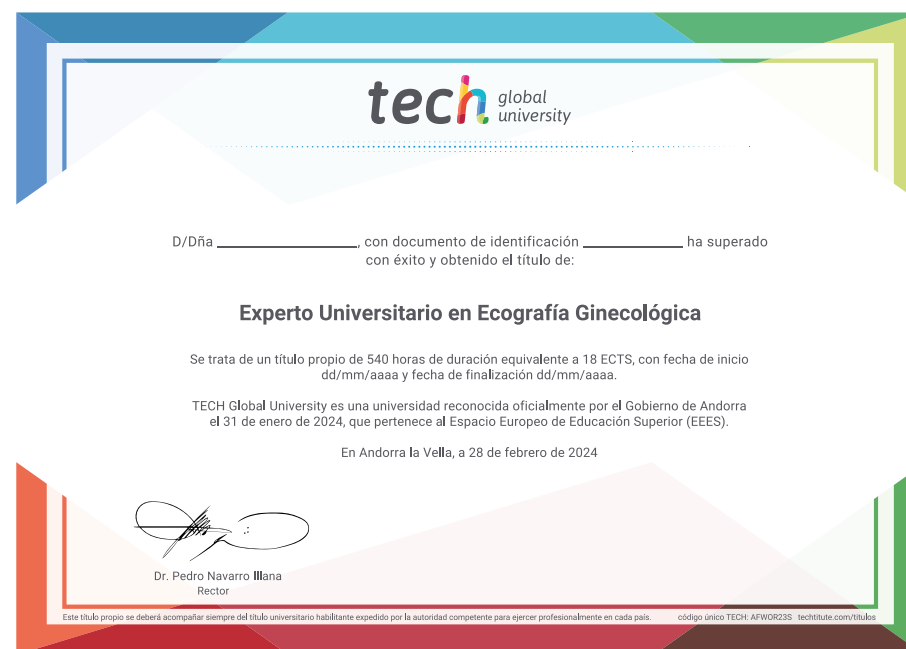 tech global university
D/Dña ____________, con documento de identificación ____________ ha superado
con éxito y obtenido el título de:
Experto Universitario en Ecografía Ginecológica
Se trata de un título propio de 540 horas de duración equivalente a 18 ECTS, con fecha de inicio
dd/mm/aaaa y fecha de finalización dd/mm/aaaa.
TECH Global University es una universidad reconocida oficialmente por el Gobierno de Andorra
el 31 de enero de 2024, que pertenece al Espacio Europeo de Educación Superior (EEES).
En Andorra la Vella, a 28 de febrero de 2024
Dr. Pedro Navarro Illana
Rector
Este título propio se deberá acompañar siempre del título universitario habilitante expedido por la autoridad competente para ejercer profesionalmente en cada país. código único TECH: AFWOR23S techtitute.com/titulos